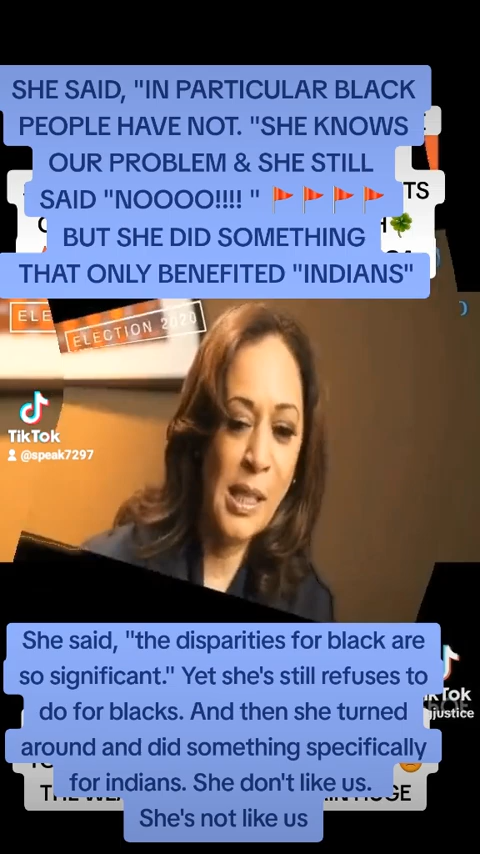 SHE SAID, "IN PARTICULAR BLACK
PEOPLE HAVE NOT. "SHE KNOWS
OUR PROBLEM & SHE STILL
SAID "NOOOO!!!! " 🚩🚩🚩🚩
BUT SHE DID SOMETHING
THAT ONLY BENEFITED "INDIANS"
ELE
ELECTION 2020
TikTok
@speak7297
She said, "the disparities for black are
so significant." Yet she's still refuses to
do for blacks. And then she turned
around and did something specifically
for indians. She don't like us.
She's not like us